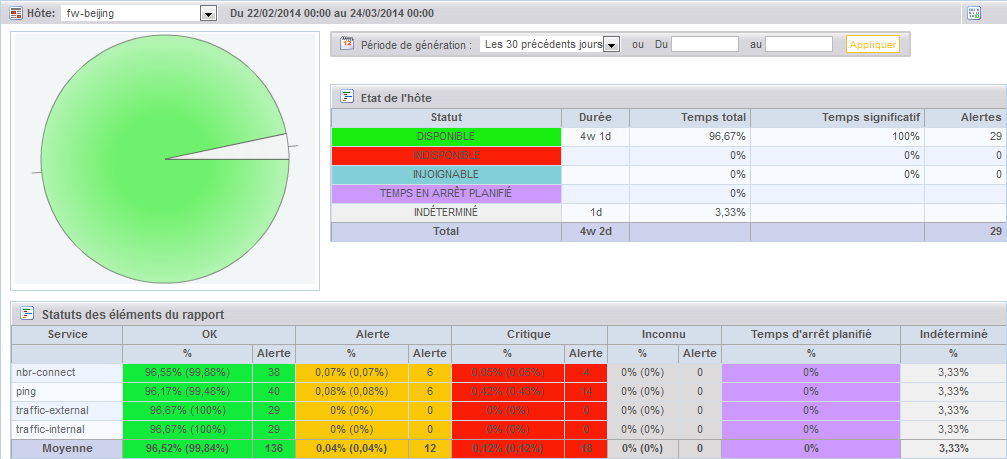 Hôte: fw-beijing Du 22/02/2014 00:00 au 24/03/2014 00:00
Période de génération : Les 30 précédents jours ou Du au Appliquer
Etat de l'hôte
Statut Durée Temps total Temps significatif Alertes
DISPONIBLE 4w 1d 96,67% 100% 29
INDISPONIBLE 0% 0% 0
INJOIGNABLE 0% 0% 0
TEMPS EN ARRÊT PLANIFIÉ 0%
INDÉTERMINÉ 1d 3,33%
Total 4w 2d 29
Statuts des éléments du rapport
Service OK Alerte Critique Inconnu Temps d'arrêt planifié Indéterminé
% Alerte % Alerte % Alerte % Alerte % %
nbr-connect 96,55% (99,88%) 38 0,07% (0,07%) 6 0,05% (0,05%) 4 0% (0%) 0 0% 3,33%
ping 96,17% (99,48%) 40 0,08% (0,08%) 6 0,42% (0,43%) 14 0% (0%) 0 0% 3,33%
traffic-external 96,67% (100%) 29 0% (0%) 0 0% (0%) 0 0% (0%) 0 0% 3,33%
traffic-internal 96,67% (100%) 29 0% (0%) 0 0% (0%) 0 0% (0%) 0 0% 3,33%
Moyenne 96,52% (99,84%) 136 0,04% (0,04%) 12 0,12% (0,12%) 18 0% (0%) 0 0% 3,33%